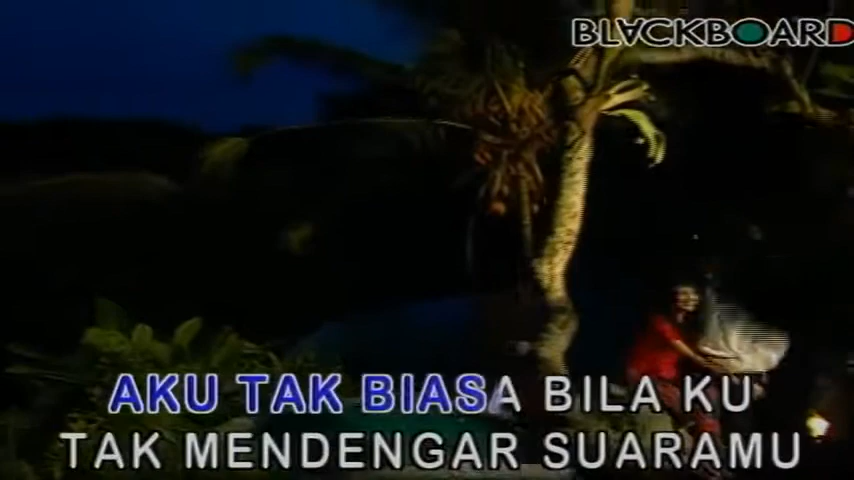 BLACKBOARD
AKU TAK BIASA BILA KU
TAK MENDENGAR SUARAMU